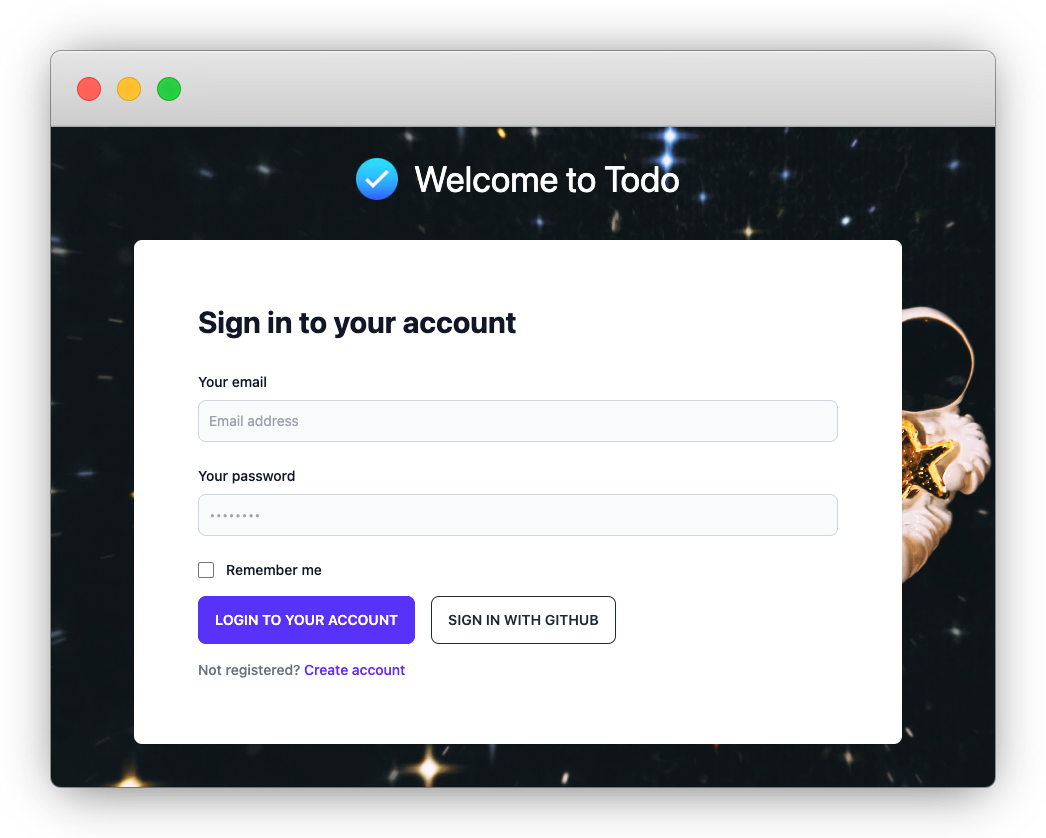 Welcome to Todo
Sign in to your account
Your email
Email address
Your password
••••••••
Remember me
LOGIN TO YOUR ACCOUNT
SIGN IN WITH GITHUB
Not registered? Create account